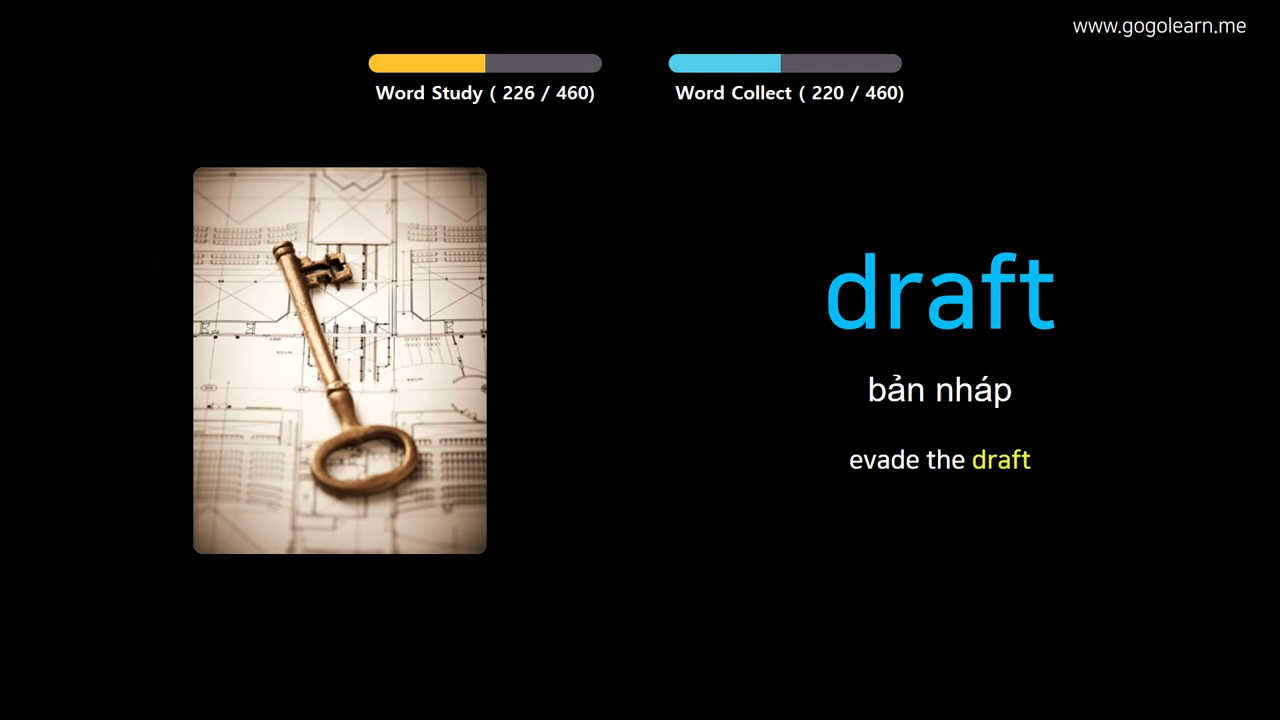 www.gogolearn.me
Word Study ( 226 / 460)
Word Collect ( 220 / 460)
draft
bản nháp
evade the draft